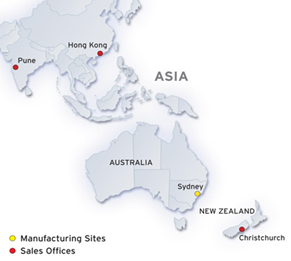 Hong Kong
Pune
ASIA
AUSTRALIA
Sydney
NEW ZEALAND
Christchurch
Manufacturing Sites
Sales Offices